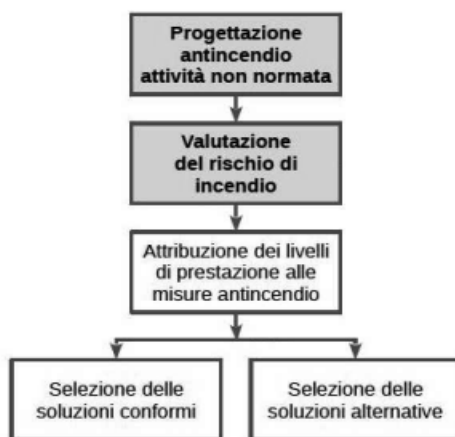 Progettazione
antincendio
attività non normata
Valutazione
del rischio di
incendio
Attribuzione dei livelli
di prestazione alle
misure antincendio
Selezione delle
soluzioni conformi
Selezione delle
soluzioni alternative